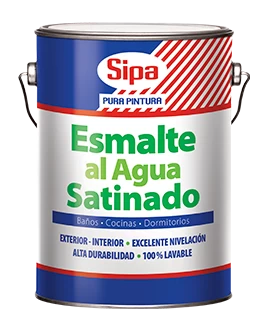 Sipa
PURA PINTURA
Esmalte
al Agua
Satinado
Baños • Cocinas • Dormitorios
EXTERIOR - INTERIOR • EXCELENTE NIVELACIÓN
ALTA DURABILIDAD • 100% LAVABLE